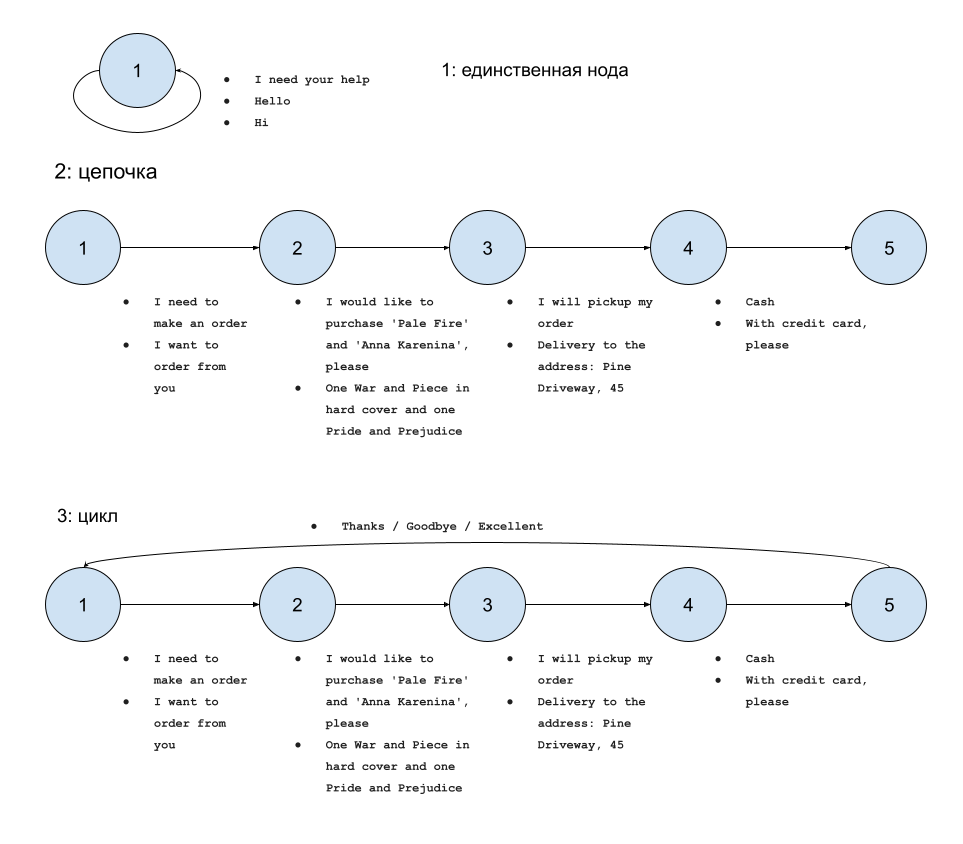 1
● I need your help
● Hello
● Hi
1: единственная нода
2: цепочка
1
2
3
4
5
● I need to
make an order
● I want to
order from
you
● I would like to
purchase 'Pale Fire'
and 'Anna Karenina',
please
● One War and Piece in
hard cover and one
Pride and Prejudice
● I will pickup my
order
● Delivery to the
address: Pine
Driveway, 45
● Cash
● With credit card,
please
3: цикл
● Thanks / Goodbye / Excellent
1
2
3
4
5
● I need to
make an order
● I want to
order from
you
● I would like to
purchase 'Pale Fire'
and 'Anna Karenina',
please
● One War and Piece in
hard cover and one
Pride and Prejudice
● I will pickup my
order
● Delivery to the
address: Pine
Driveway, 45
● Cash
● With credit card,
please